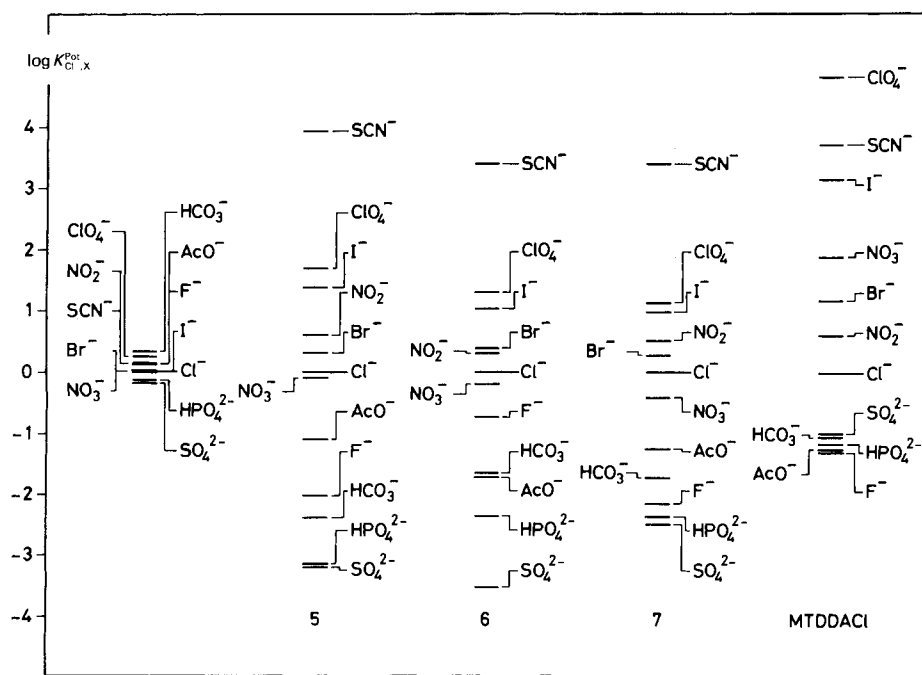 log K^Pot_Cl⁻,X
4
3
2
1
0
-1
-2
-3
-4
ClO₄⁻
NO₂⁻
SCN⁻
Br⁻
NO₃⁻
HCO₃⁻
AcO⁻
F⁻
I⁻
Cl⁻
HPO₄²⁻
SO₄²⁻
SCN⁻
ClO₄⁻
I⁻
NO₂⁻
Br⁻
Cl⁻
NO₃⁻
AcO⁻
F⁻
HCO₃⁻
HPO₄²⁻
SO₄²⁻
5
SCN⁻
ClO₄⁻
I⁻
Br⁻
NO₂⁻
Cl⁻
NO₃⁻
F⁻
HCO₃⁻
AcO⁻
HPO₄²⁻
SO₄²⁻
6
SCN⁻
ClO₄⁻
I⁻
NO₂⁻
Br⁻
Cl⁻
NO₃⁻
AcO⁻
HCO₃⁻
F⁻
HPO₄²⁻
SO₄²⁻
7
ClO₄⁻
SCN⁻
I⁻
NO₃⁻
Br⁻
NO₂⁻
Cl⁻
SO₄²⁻
HCO₃⁻
HPO₄²⁻
AcO⁻
F⁻
MTDDACl